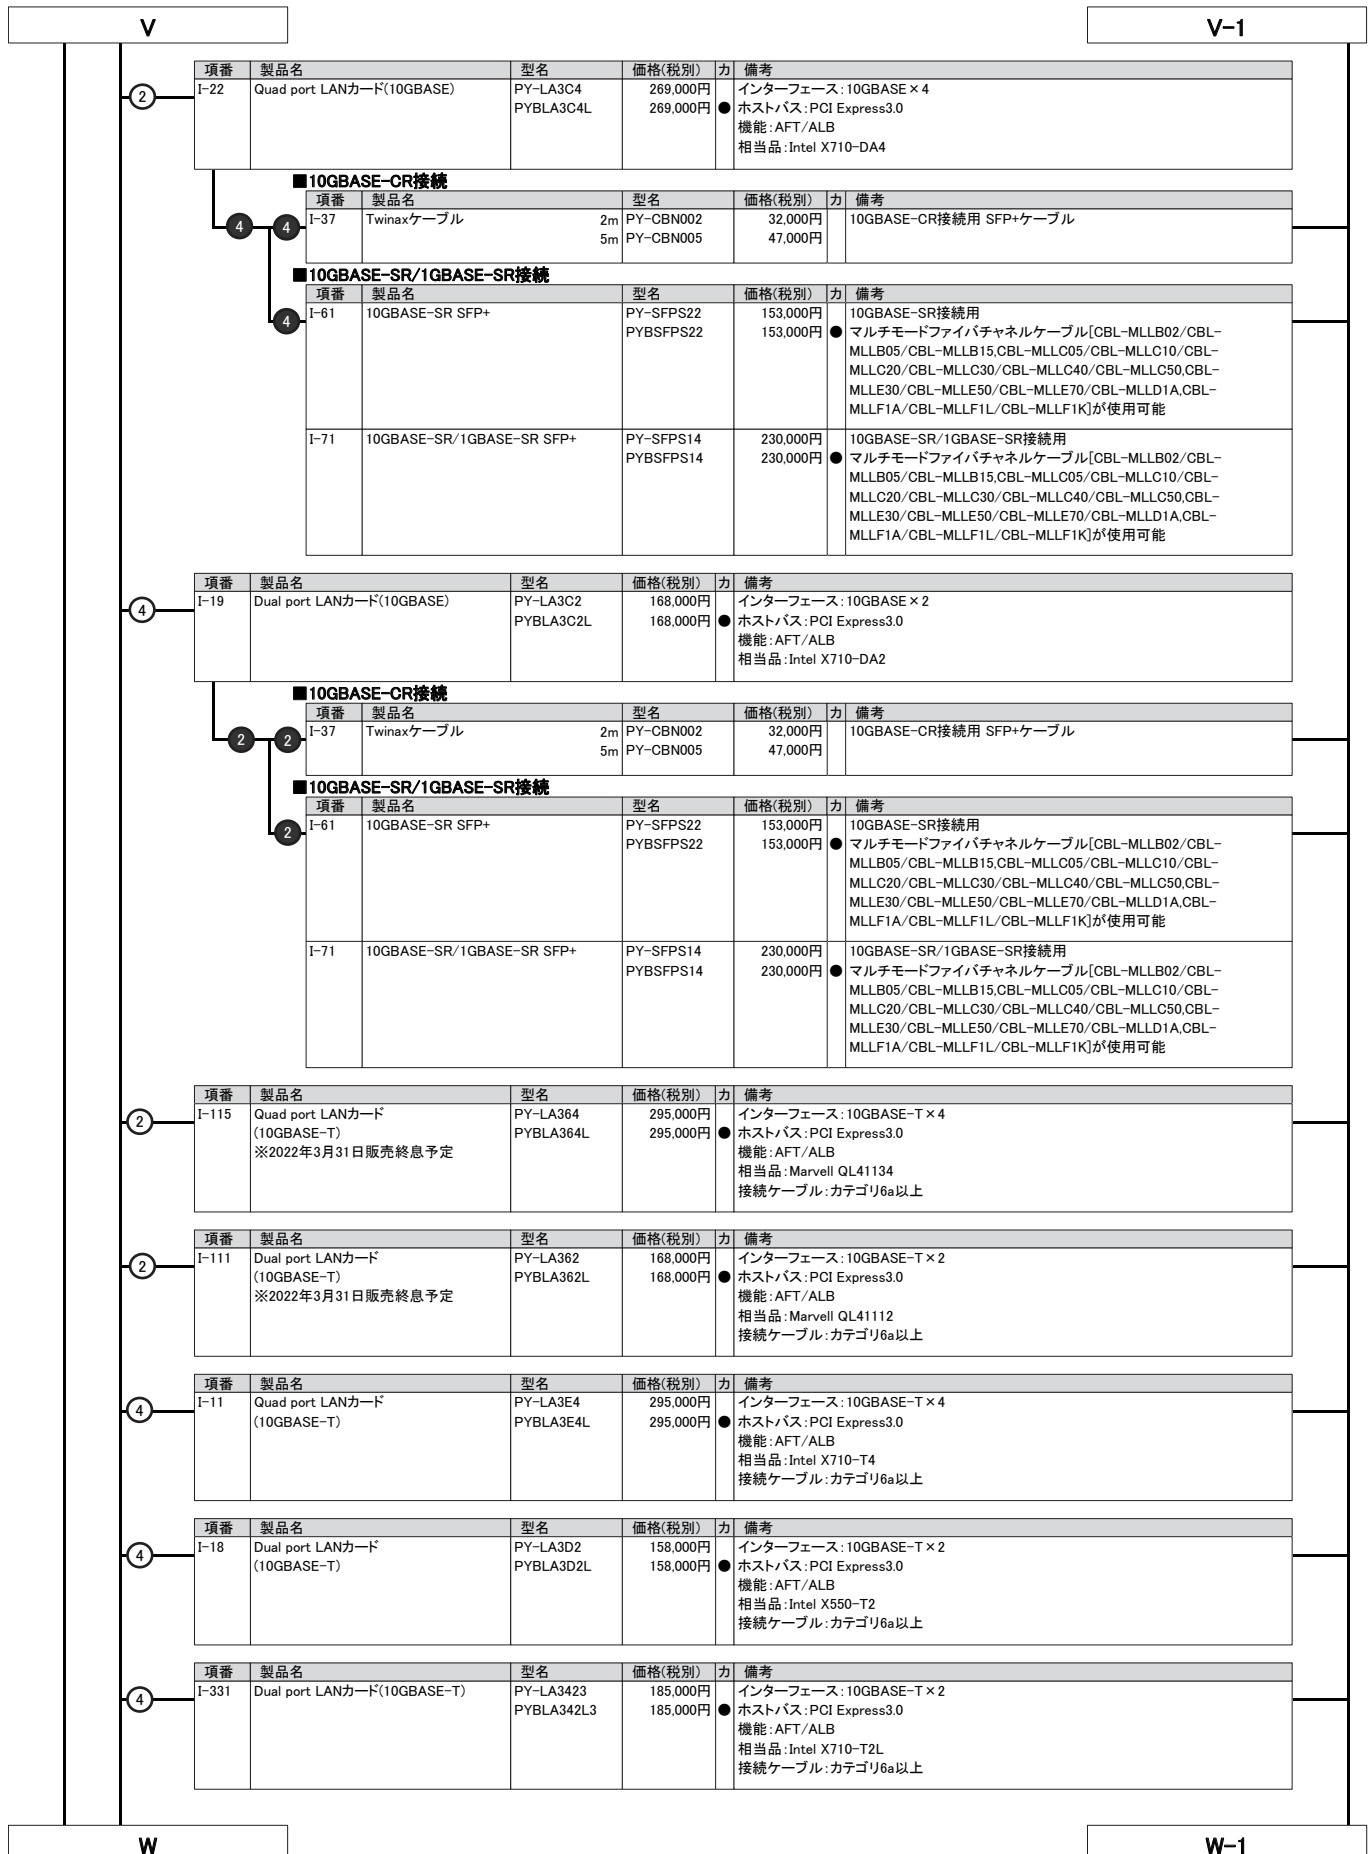 V
V-1
項番 製品名 型名 価格(税別) カ 備考
② I-22 Quad port LANカード(10GBASE) PY-LA3C4 269,000円 インターフェース:10GBASE×4
PYBLA3C4L 269,000円 ● ホストバス:PCI Express3.0
機能:AFT/ALB
相当品:Intel X710-DA4
■10GBASE-CR接続
項番 製品名 型名 価格(税別) カ 備考
4 4 I-37 Twinaxケーブル 2m PY-CBN002 32,000円 10GBASE-CR接続用 SFP+ケーブル
5m PY-CBN005 47,000円
■10GBASE-SR/1GBASE-SR接続
項番 製品名 型名 価格(税別) カ 備考
4 I-61 10GBASE-SR SFP+ PY-SFPS22 153,000円 10GBASE-SR接続用
PYBSFPS22 153,000円 ● マルチモードファイバチャネルケーブル[CBL-MLLB02/CBL-
MLLB05/CBL-MLLB15,CBL-MLLC05/CBL-MLLC10/CBL-
MLLC20/CBL-MLLC30/CBL-MLLC40/CBL-MLLC50,CBL-
MLLE30/CBL-MLLE50/CBL-MLLE70/CBL-MLLD1A,CBL-
MLLF1A/CBL-MLLF1L/CBL-MLLF1K]が使用可能
I-71 10GBASE-SR/1GBASE-SR SFP+ PY-SFPS14 230,000円 10GBASE-SR/1GBASE-SR接続用
PYBSFPS14 230,000円 ● マルチモードファイバチャネルケーブル[CBL-MLLB02/CBL-
MLLB05/CBL-MLLB15,CBL-MLLC05/CBL-MLLC10/CBL-
MLLC20/CBL-MLLC30/CBL-MLLC40/CBL-MLLC50,CBL-
MLLE30/CBL-MLLE50/CBL-MLLE70/CBL-MLLD1A,CBL-
MLLF1A/CBL-MLLF1L/CBL-MLLF1K]が使用可能
項番 製品名 型名 価格(税別) カ 備考
④ I-19 Dual port LANカード(10GBASE) PY-LA3C2 168,000円 インターフェース:10GBASE×2
PYBLA3C2L 168,000円 ● ホストバス:PCI Express3.0
機能:AFT/ALB
相当品:Intel X710-DA2
■10GBASE-CR接続
項番 製品名 型名 価格(税別) カ 備考
2 2 I-37 Twinaxケーブル 2m PY-CBN002 32,000円 10GBASE-CR接続用 SFP+ケーブル
5m PY-CBN005 47,000円
■10GBASE-SR/1GBASE-SR接続
項番 製品名 型名 価格(税別) カ 備考
2 I-61 10GBASE-SR SFP+ PY-SFPS22 153,000円 10GBASE-SR接続用
PYBSFPS22 153,000円 ● マルチモードファイバチャネルケーブル[CBL-MLLB02/CBL-
MLLB05/CBL-MLLB15,CBL-MLLC05/CBL-MLLC10/CBL-
MLLC20/CBL-MLLC30/CBL-MLLC40/CBL-MLLC50,CBL-
MLLE30/CBL-MLLE50/CBL-MLLE70/CBL-MLLD1A,CBL-
MLLF1A/CBL-MLLF1L/CBL-MLLF1K]が使用可能
I-71 10GBASE-SR/1GBASE-SR SFP+ PY-SFPS14 230,000円 10GBASE-SR/1GBASE-SR接続用
PYBSFPS14 230,000円 ● マルチモードファイバチャネルケーブル[CBL-MLLB02/CBL-
MLLB05/CBL-MLLB15,CBL-MLLC05/CBL-MLLC10/CBL-
MLLC20/CBL-MLLC30/CBL-MLLC40/CBL-MLLC50,CBL-
MLLE30/CBL-MLLE50/CBL-MLLE70/CBL-MLLD1A,CBL-
MLLF1A/CBL-MLLF1L/CBL-MLLF1K]が使用可能
項番 製品名 型名 価格(税別) カ 備考
② I-115 Quad port LANカード PY-LA364 295,000円 インターフェース:10GBASE-T×4
(10GBASE-T) PYBLA364L 295,000円 ● ホストバス:PCI Express3.0
※2022年3月31日販売終息予定 機能:AFT/ALB
相当品:Marvell QL41134
接続ケーブル:カテゴリ6a以上
項番 製品名 型名 価格(税別) カ 備考
② I-111 Dual port LANカード PY-LA362 168,000円 インターフェース:10GBASE-T×2
(10GBASE-T) PYBLA362L 168,000円 ● ホストバス:PCI Express3.0
※2022年3月31日販売終息予定 機能:AFT/ALB
相当品:Marvell QL41112
接続ケーブル:カテゴリ6a以上
項番 製品名 型名 価格(税別) カ 備考
④ I-11 Quad port LANカード PY-LA3E4 295,000円 インターフェース:10GBASE-T×4
(10GBASE-T) PYBLA3E4L 295,000円 ● ホストバス:PCI Express3.0
機能:AFT/ALB
相当品:Intel X710-T4
接続ケーブル:カテゴリ6a以上
項番 製品名 型名 価格(税別) カ 備考
④ I-18 Dual port LANカード PY-LA3D2 158,000円 インターフェース:10GBASE-T×2
(10GBASE-T) PYBLA3D2L 158,000円 ● ホストバス:PCI Express3.0
機能:AFT/ALB
相当品:Intel X550-T2
接続ケーブル:カテゴリ6a以上
項番 製品名 型名 価格(税別) カ 備考
④ I-331 Dual port LANカード(10GBASE-T) PY-LA3423 185,000円 インターフェース:10GBASE-T×2
PYBLA342L3 185,000円 ● ホストバス:PCI Express3.0
機能:AFT/ALB
相当品:Intel X710-T2L
接続ケーブル:カテゴリ6a以上
W
W-1